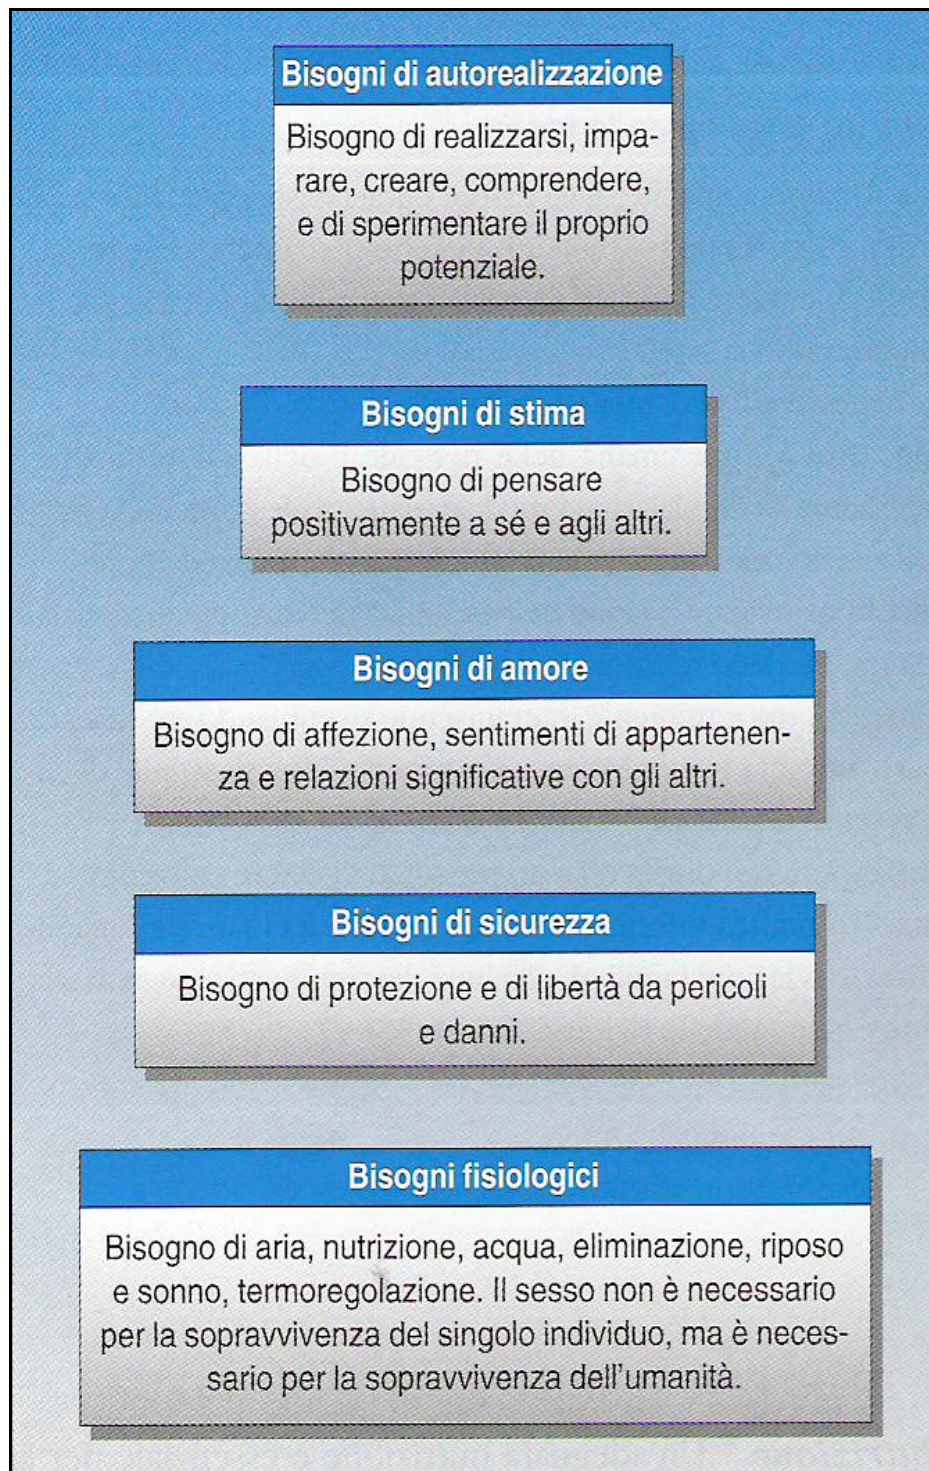 Bisogni di autorealizzazione
Bisogno di realizzarsi, impa-
rare, creare, comprendere,
e di sperimentare il proprio
potenziale.
Bisogni di stima
Bisogno di pensare
positivamente a sé e agli altri.
Bisogni di amore
Bisogno di affezione, sentimenti di appartenen-
za e relazioni significative con gli altri.
Bisogni di sicurezza
Bisogno di protezione e di libertà da pericoli
e danni.
Bisogni fisiologici
Bisogno di aria, nutrizione, acqua, eliminazione, riposo
e sonno, termoregolazione. Il sesso non è necessario
per la sopravvivenza del singolo individuo, ma è neces-
sario per la sopravvivenza dell'umanità.